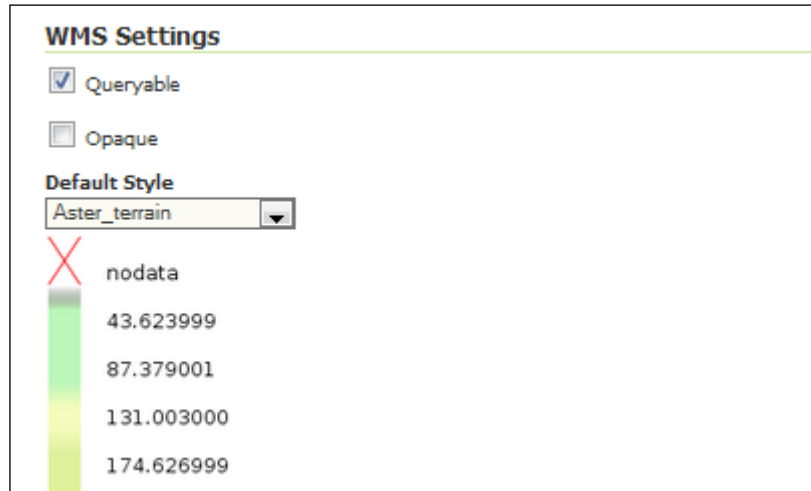 WMS Settings
Queryable
Opaque
Default Style
Aster_terrain
nodata
43.623999
87.379001
131.003000
174.626999